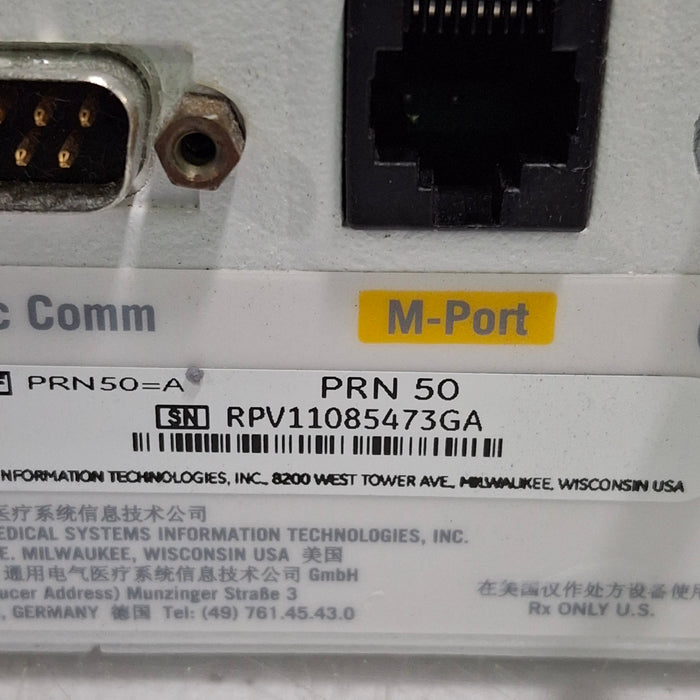 c Comm
M-Port
PRN50=A
PRN 50
SN RPV11085473GA
NFORMATION TECHNOLOGIES, INC., 8200 WEST TOWER AVE., MILWAUKEE, WISCONSIN USA
医疗系统信息技术公司
EDICAL SYSTEMS INFORMATION TECHNOLOGIES, INC.
E. MILWAUKEE, WISCONSIN USA 美国
通用电气医疗系统信息技术公司 GmbH
ucer Address) Munzinger Straße 3
, GERMANY 德国 Tel: (49) 761.45.43.0
在美国仅作处方设备使用
Rx ONLY U.S.